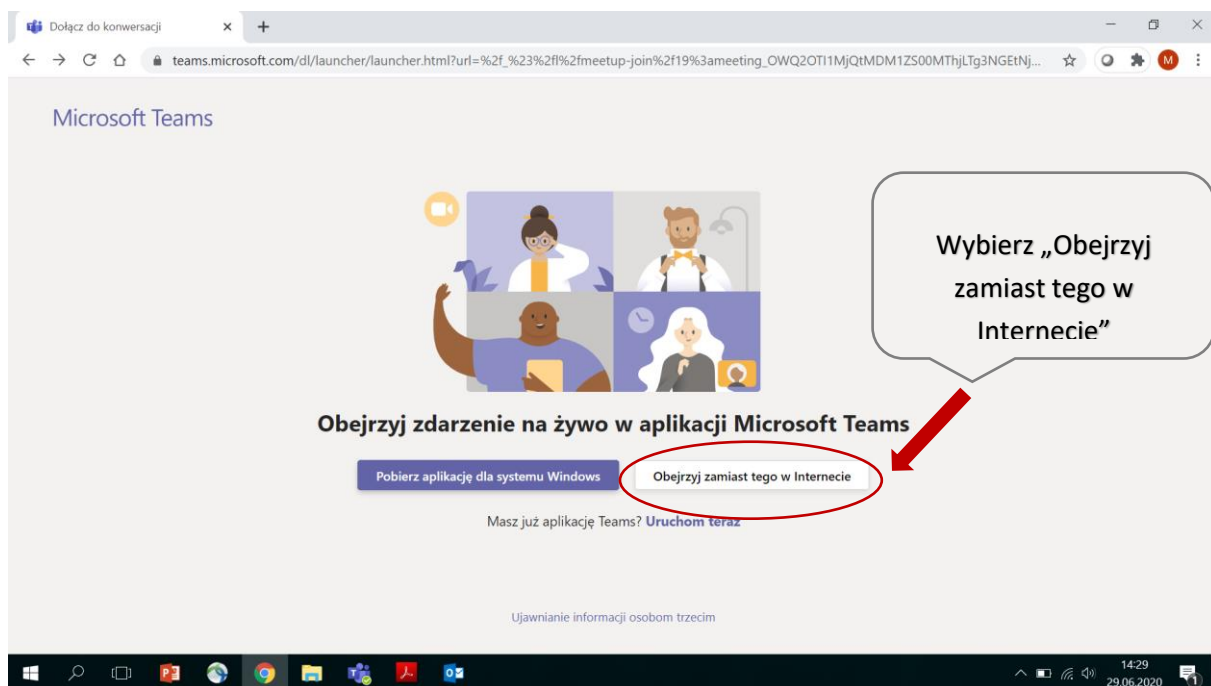 Dołącz do konwersacji
teams.microsoft.com/dl/launcher/launcher.html?url=%2f_%23%2fl%2fmeetup-join%2f19%3ameeting_OWQ2OTI1MjQtMDM1ZS00MThjLTg3NGEtNj...
M
Microsoft Teams
Wybierz „Obejrzyj
zamiast tego w
Internecie”
Obejrzyj zdarzenie na żywo w aplikacji Microsoft Teams
Pobierz aplikację dla systemu Windows
Obejrzyj zamiast tego w Internecie
Masz już aplikację Teams? Uruchom teraz
Ujawnianie informacji osobom trzecim
14:29
29.06.2020